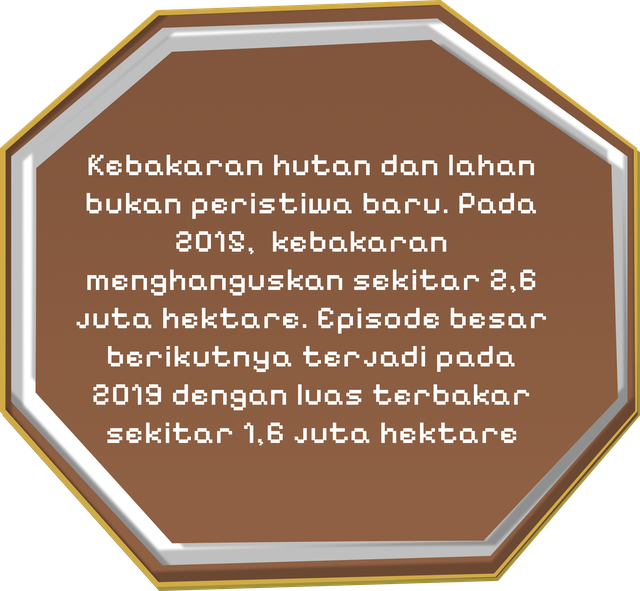 Kebakaran hutan dan lahan
bukan peristiwa baru. Pada
2015, kebakaran
menghanguskan sekitar 2,6
juta hektare. Episode besar
berikutnya terjadi pada
2019 dengan luas terbakar
sekitar 1,6 juta hektare